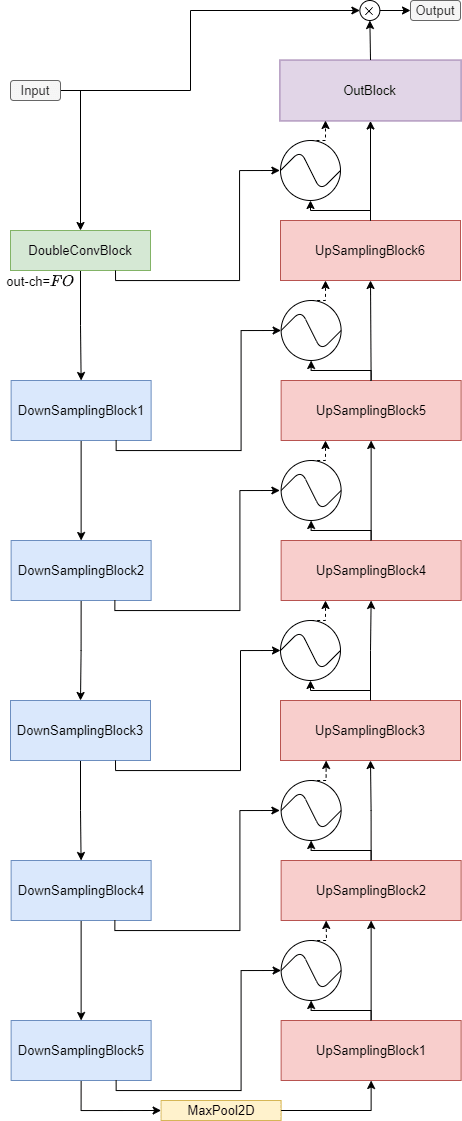 Output
Input
OutBlock
DoubleConvBlock
UpSamplingBlock6
out-ch=FO
DownSamplingBlock1
UpSamplingBlock5
DownSamplingBlock2
UpSamplingBlock4
DownSamplingBlock3
UpSamplingBlock3
DownSamplingBlock4
UpSamplingBlock2
DownSamplingBlock5
UpSamplingBlock1
MaxPool2D